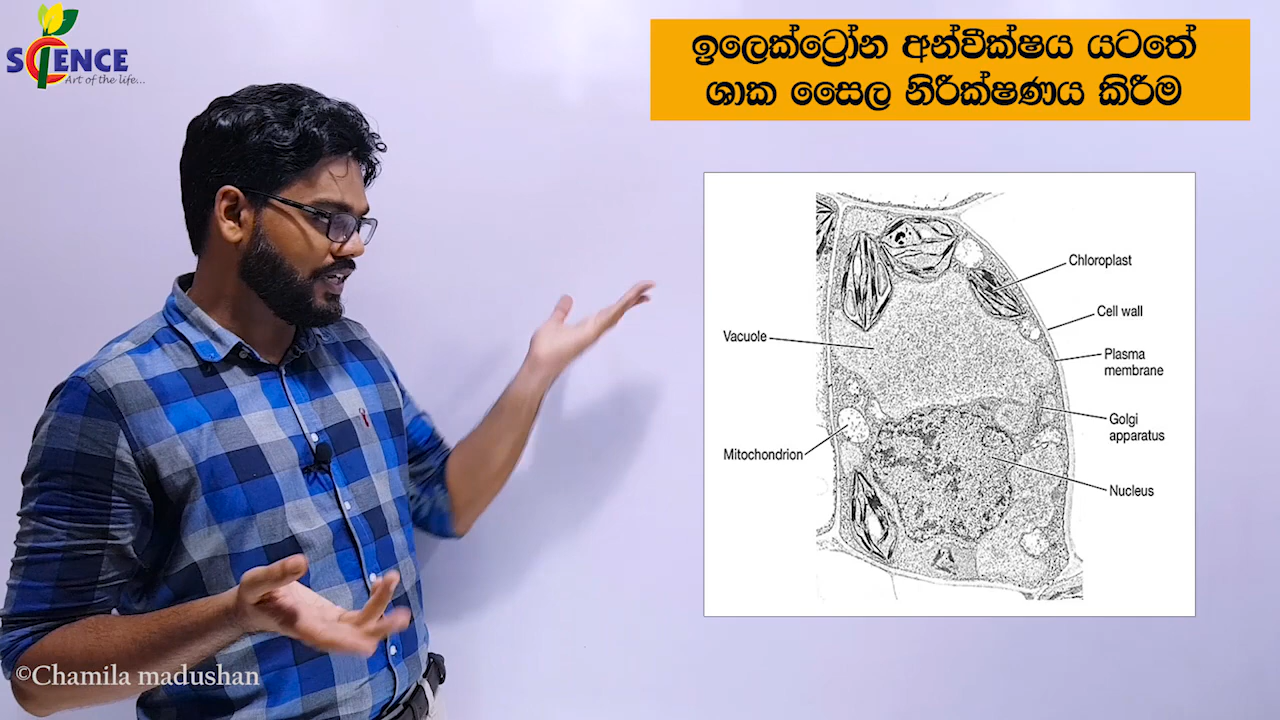 SCIENCE
Art of the life...
ඉලෙක්ට්‍රෝන අන්වීක්ෂය යටතේ
ශාක සෛල නිරීක්ෂණය කිරීම
Chloroplast
Cell wall
Vacuole
Plasma
membrane
Golgi
apparatus
Mitochondrion
Nucleus
©Chamila madushan